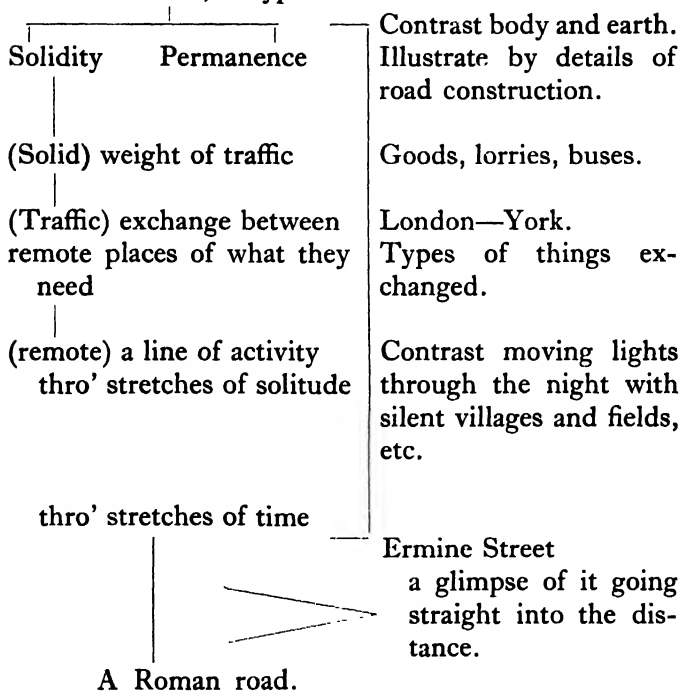 Solidity Permanence
(Solid) weight of traffic
(Traffic) exchange between
remote places of what they
need
(remote) a line of activity
thro' stretches of solitude
thro' stretches of time
A Roman road.
Contrast body and earth.
Illustrate by details of
road construction.
Goods, lorries, buses.
London—York.
Types of things ex-
changed.
Contrast moving lights
through the night with
silent villages and fields,
etc.
Ermine Street
a glimpse of it going
straight into the dis-
tance.